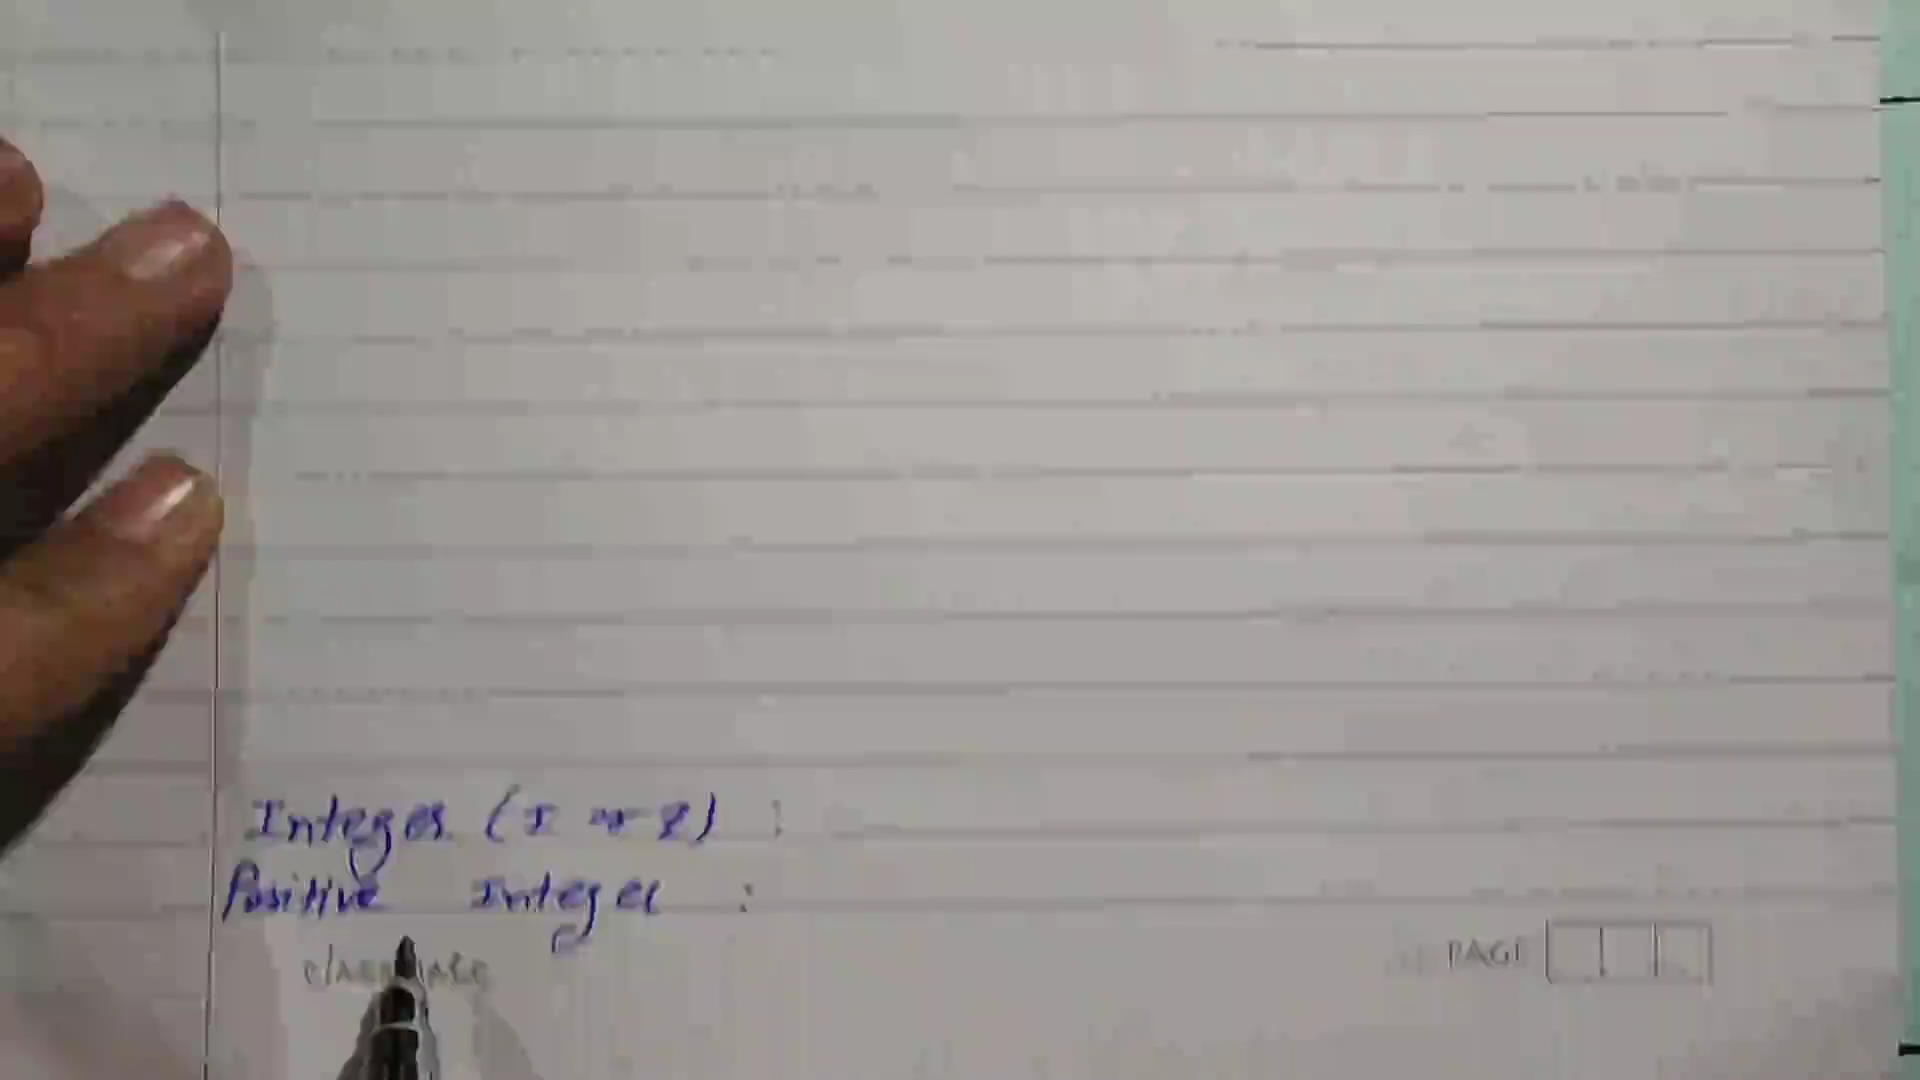 Integer (I or Z) :
Positive Integer :
PAGE